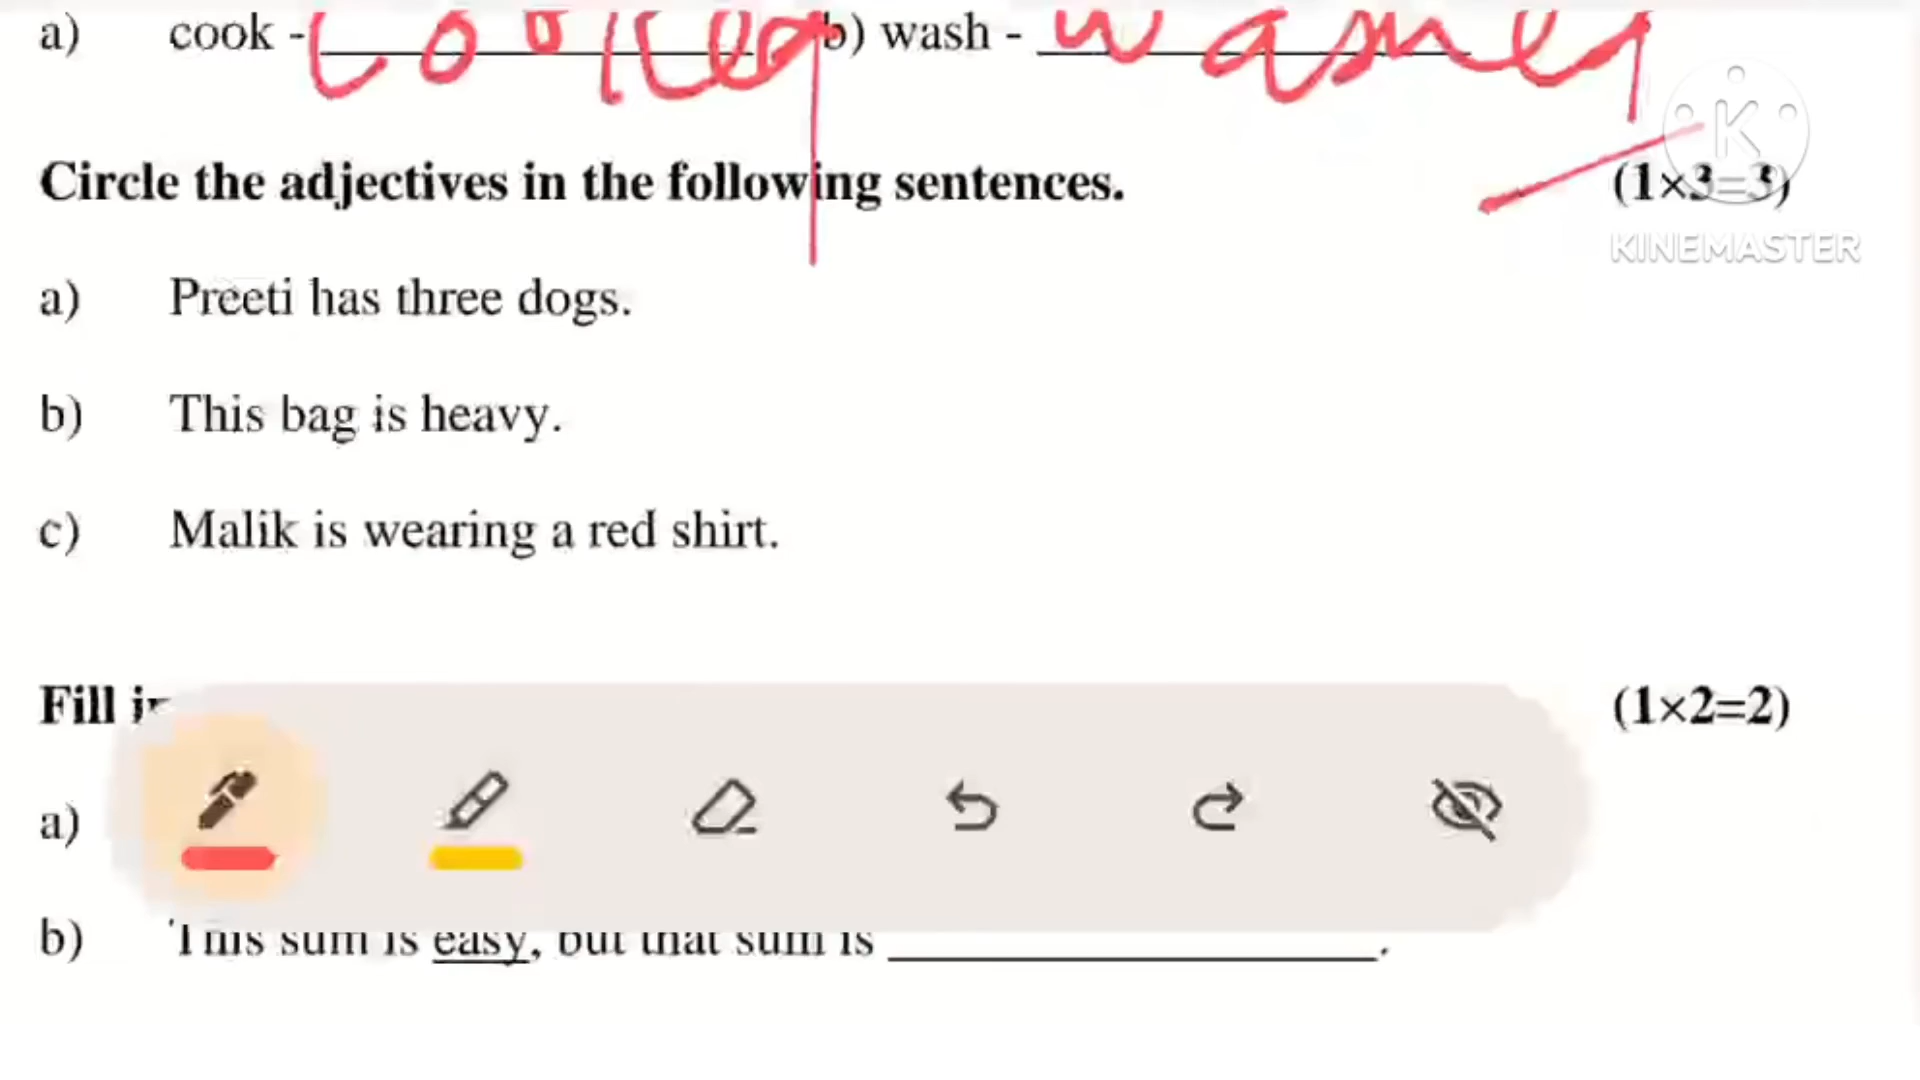 a) cook - cooked b) wash - washed
Circle the adjectives in the following sentences. (1×3=3)
KINEMASTER
a) Preeti has three dogs.
b) This bag is heavy.
c) Malik is wearing a red shirt.
Fill (1×2=2)
a)
b) This sum is easy, but that sum is ____________.